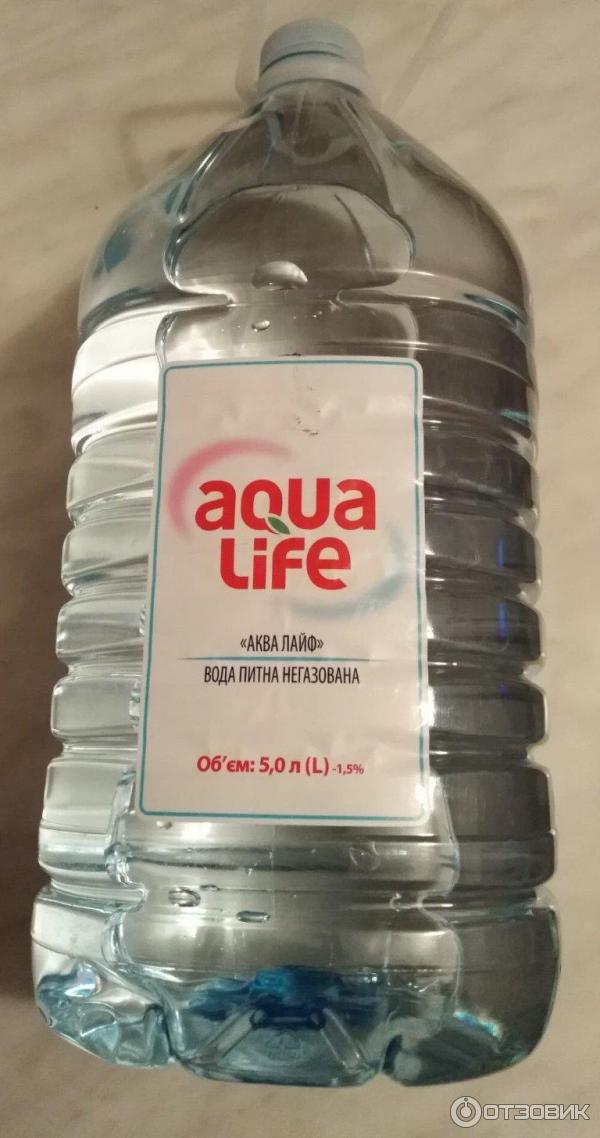 aqua
Life
«АКВА ЛАЙФ»
ВОДА ПИТНА НЕГАЗОВАНА
Об'єм: 5,0 л (L) -1,5%
ОТЗОВИК